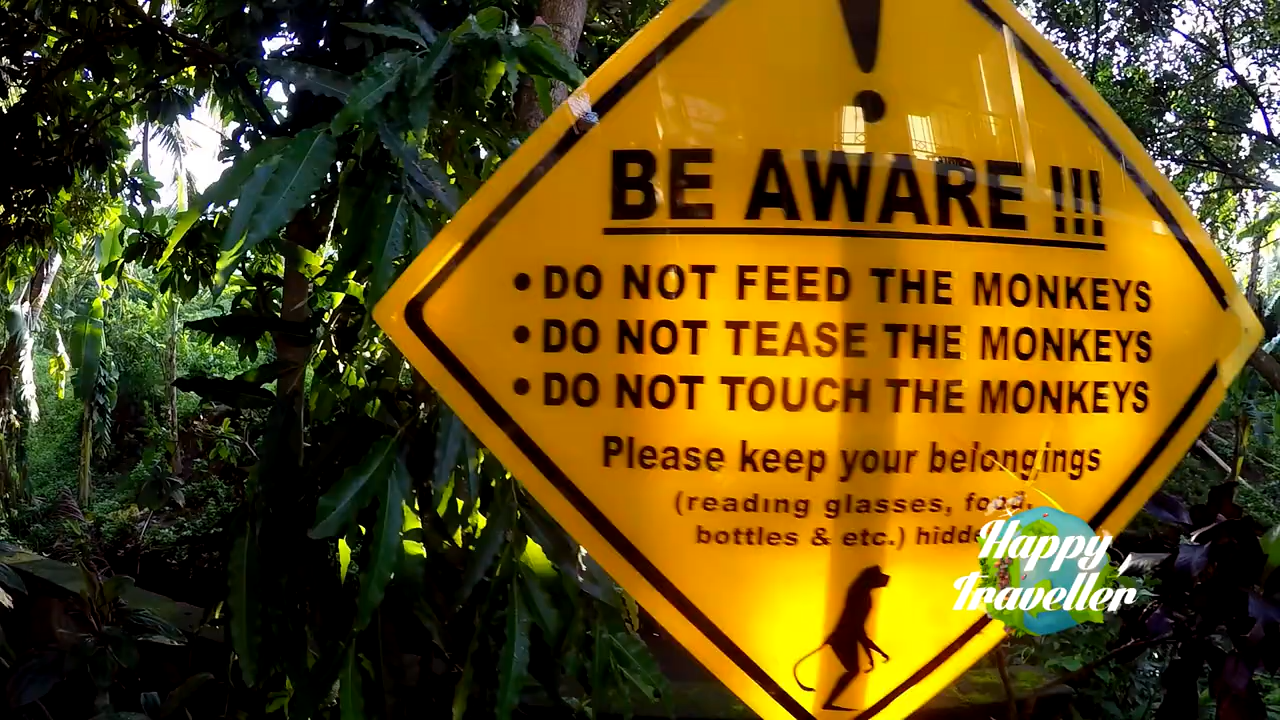 BE AWARE !!!
• DO NOT FEED THE MONKEYS
• DO NOT TEASE THE MONKEYS
• DO NOT TOUCH THE MONKEYS
Please keep your belongings
(reading glasses, food,
bottles & etc.)
Happy
Traveller